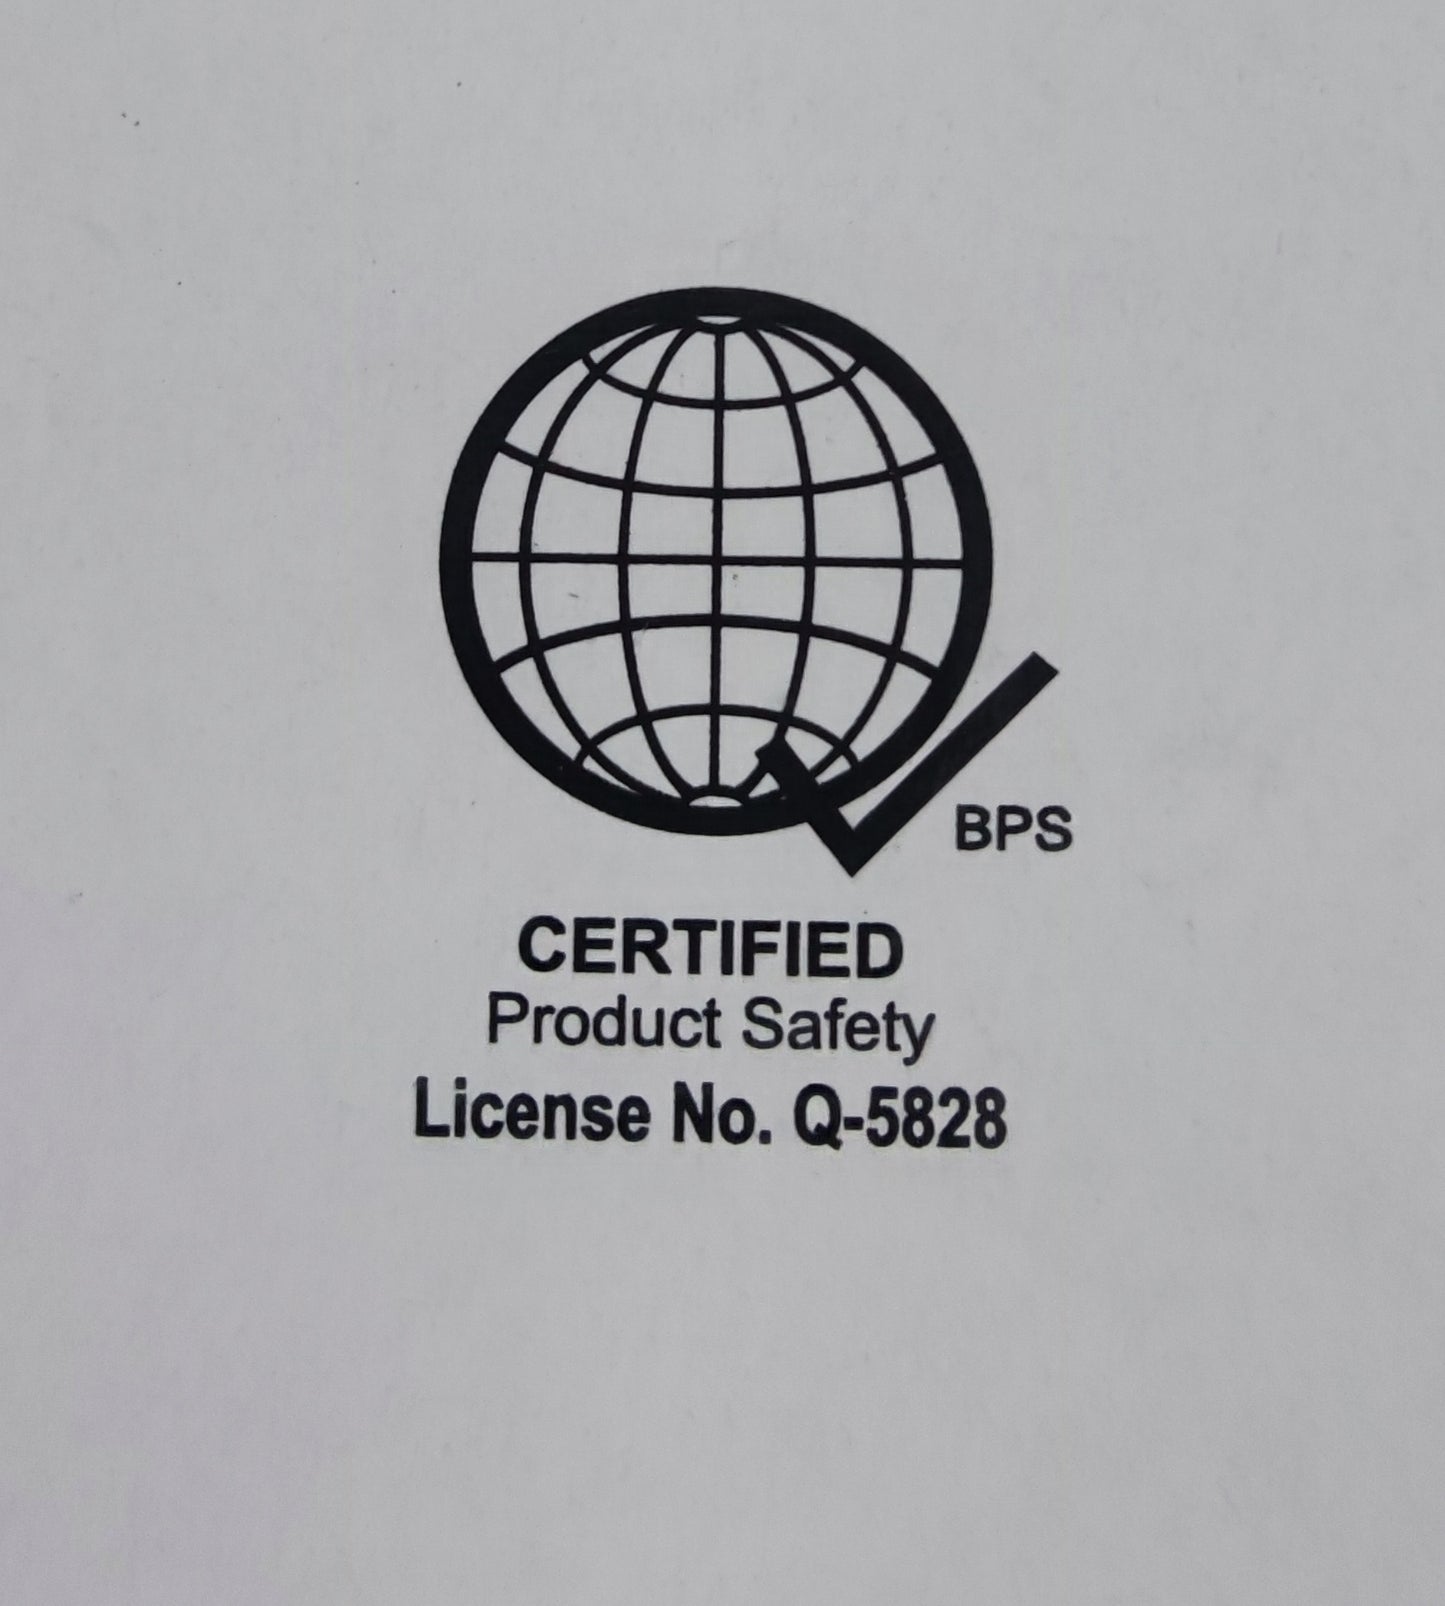 BPS
CERTIFIED
Product Safety
License No. Q-5828